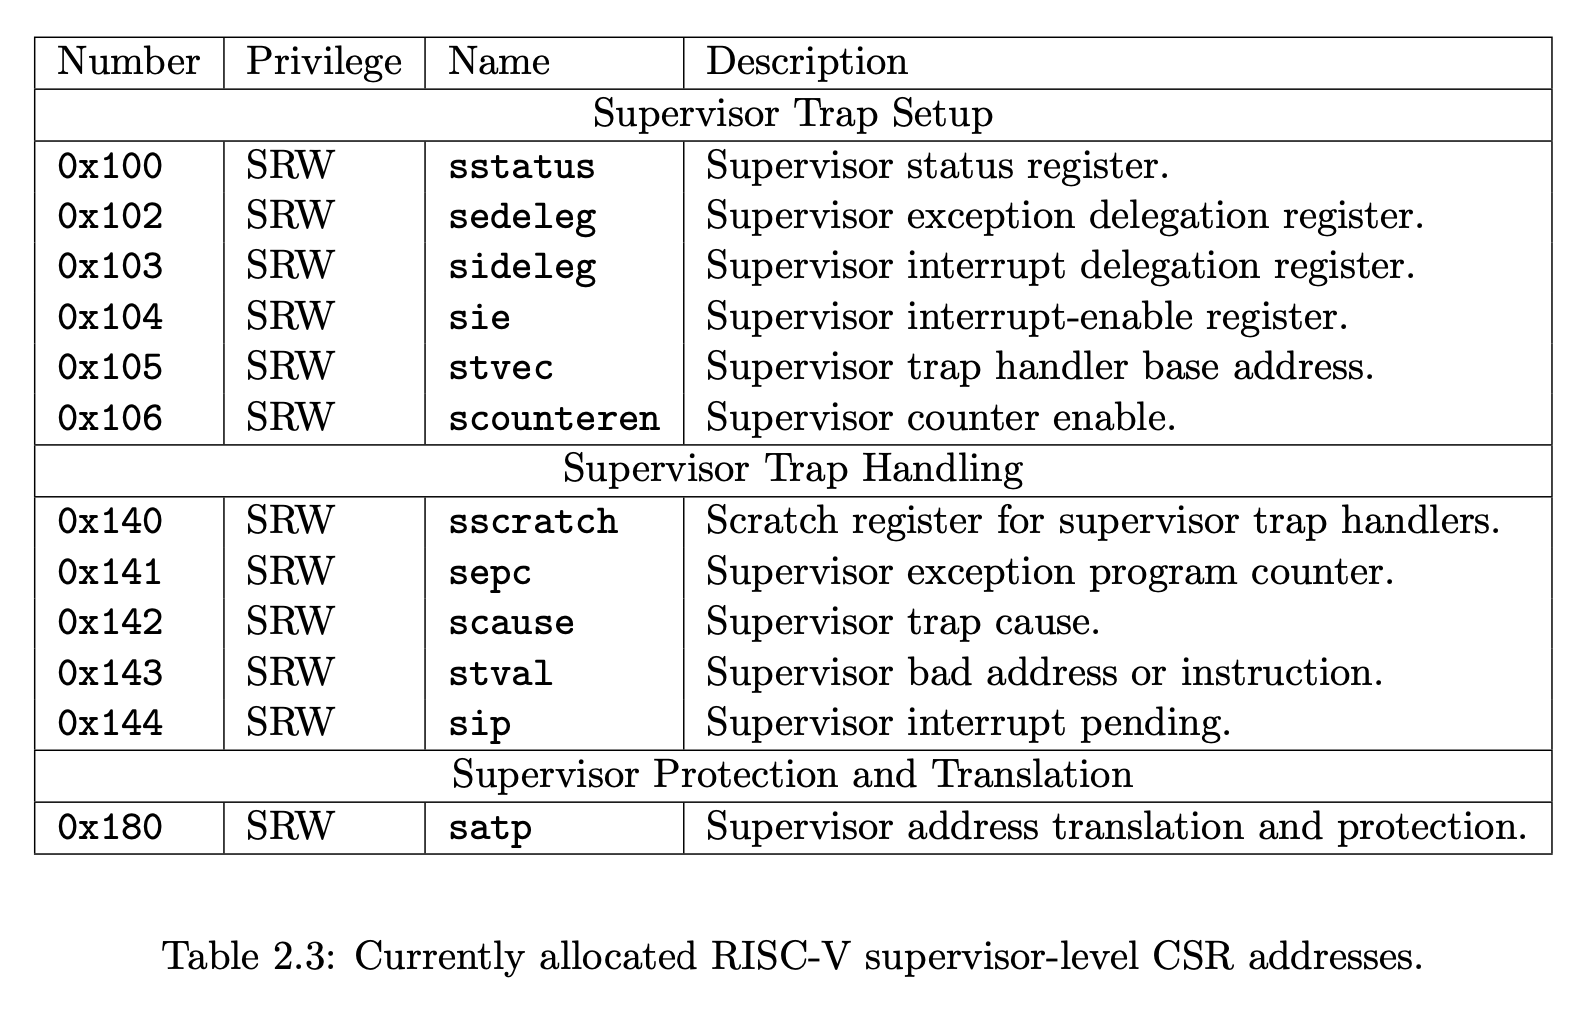 Number Privilege Name Description
Supervisor Trap Setup
0x100 SRW sstatus Supervisor status register.
0x102 SRW sedeleg Supervisor exception delegation register.
0x103 SRW sideleg Supervisor interrupt delegation register.
0x104 SRW sie Supervisor interrupt-enable register.
0x105 SRW stvec Supervisor trap handler base address.
0x106 SRW scounteren Supervisor counter enable.
Supervisor Trap Handling
0x140 SRW sscratch Scratch register for supervisor trap handlers.
0x141 SRW sepc Supervisor exception program counter.
0x142 SRW scause Supervisor trap cause.
0x143 SRW stval Supervisor bad address or instruction.
0x144 SRW sip Supervisor interrupt pending.
Supervisor Protection and Translation
0x180 SRW satp Supervisor address translation and protection.
Table 2.3: Currently allocated RISC-V supervisor-level CSR addresses.